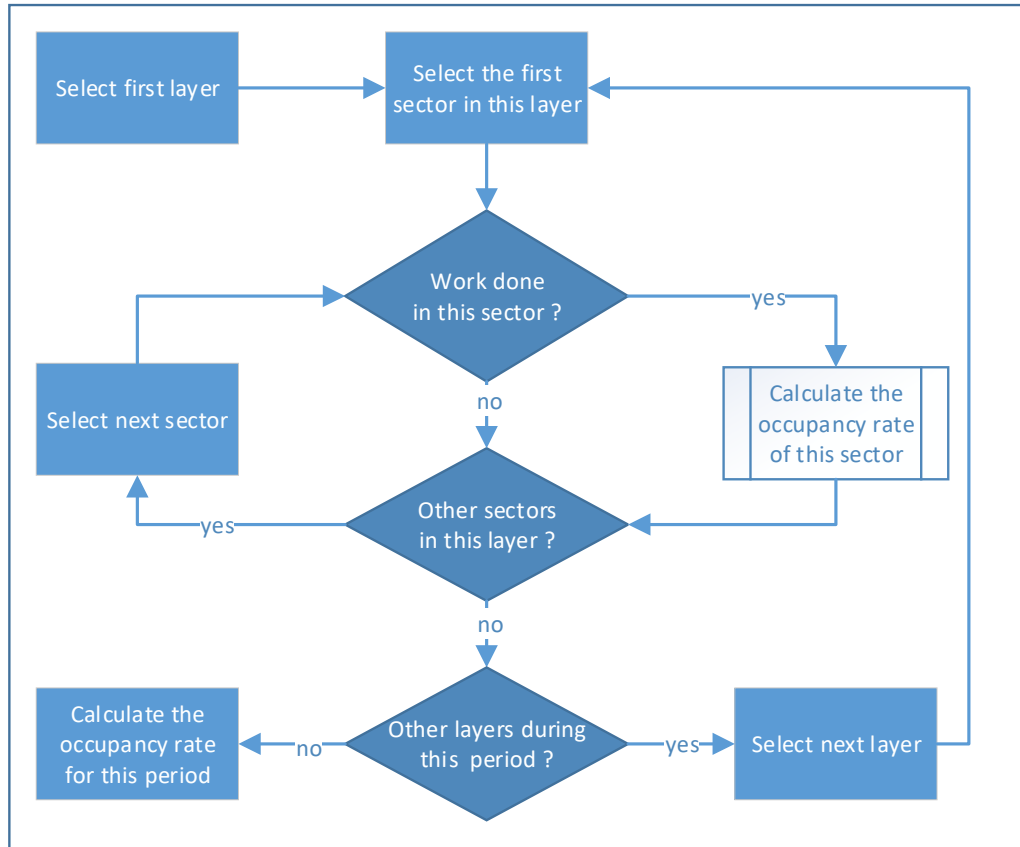 Select first layer
Select the first
sector in this layer
Work done
in this sector ?
yes
no
Select next sector
Calculate the
occupancy rate
of this sector
Other sectors
in this layer ?
yes
no
Calculate the
occupancy rate
for this period
no
Other layers during
this period ?
yes
Select next layer